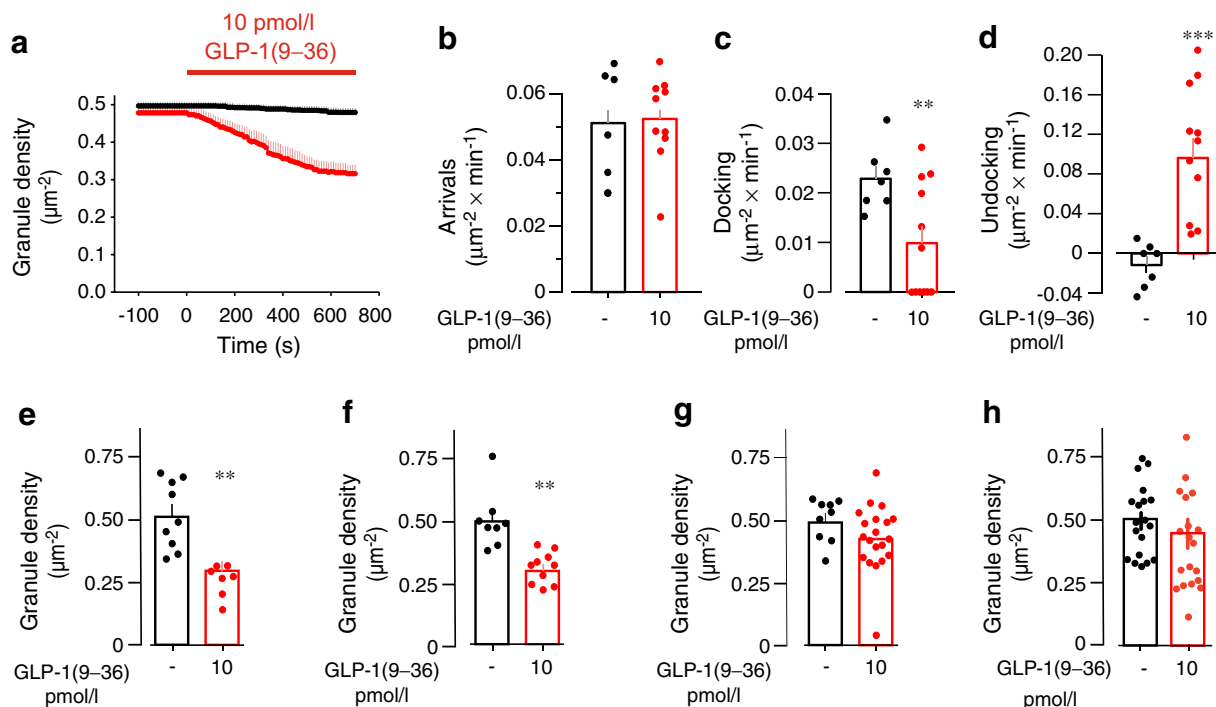 a
10 pmol/l
GLP-1(9–36)
Granule density
(µm-2)
0.5
0.4
0.3
0.2
0.0
-100 0 200 400 600 800
Time (s)
b
Arrivals
(µm-2 × min-1)
0.06
0.04
0.02
0
GLP-1(9–36)
pmol/l
- 10
c
**
Docking
(µm-2 × min-1)
0.04
0.03
0.02
0.01
0
GLP-1(9–36)
pmol/l
- 10
d
***
Undocking
(µm-2 × min-1)
0.20
0.16
0.12
0.08
0.04
0
-0.04
GLP-1(9–36)
pmol/l
- 10
e
**
Granule density
(µm-2)
0.75
0.50
0.25
0
GLP-1(9–36)
pmol/l
- 10
f
**
Granule density
(µm-2)
0.75
0.50
0.25
0
GLP-1(9–36)
pmol/l
- 10
g
Granule density
(µm-2)
0.75
0.50
0.25
0
GLP-1(9–36)
pmol/l
- 10
h
Granule density
(µm-2)
0.75
0.50
0.25
0
GLP-1(9–36)
pmol/l
- 10